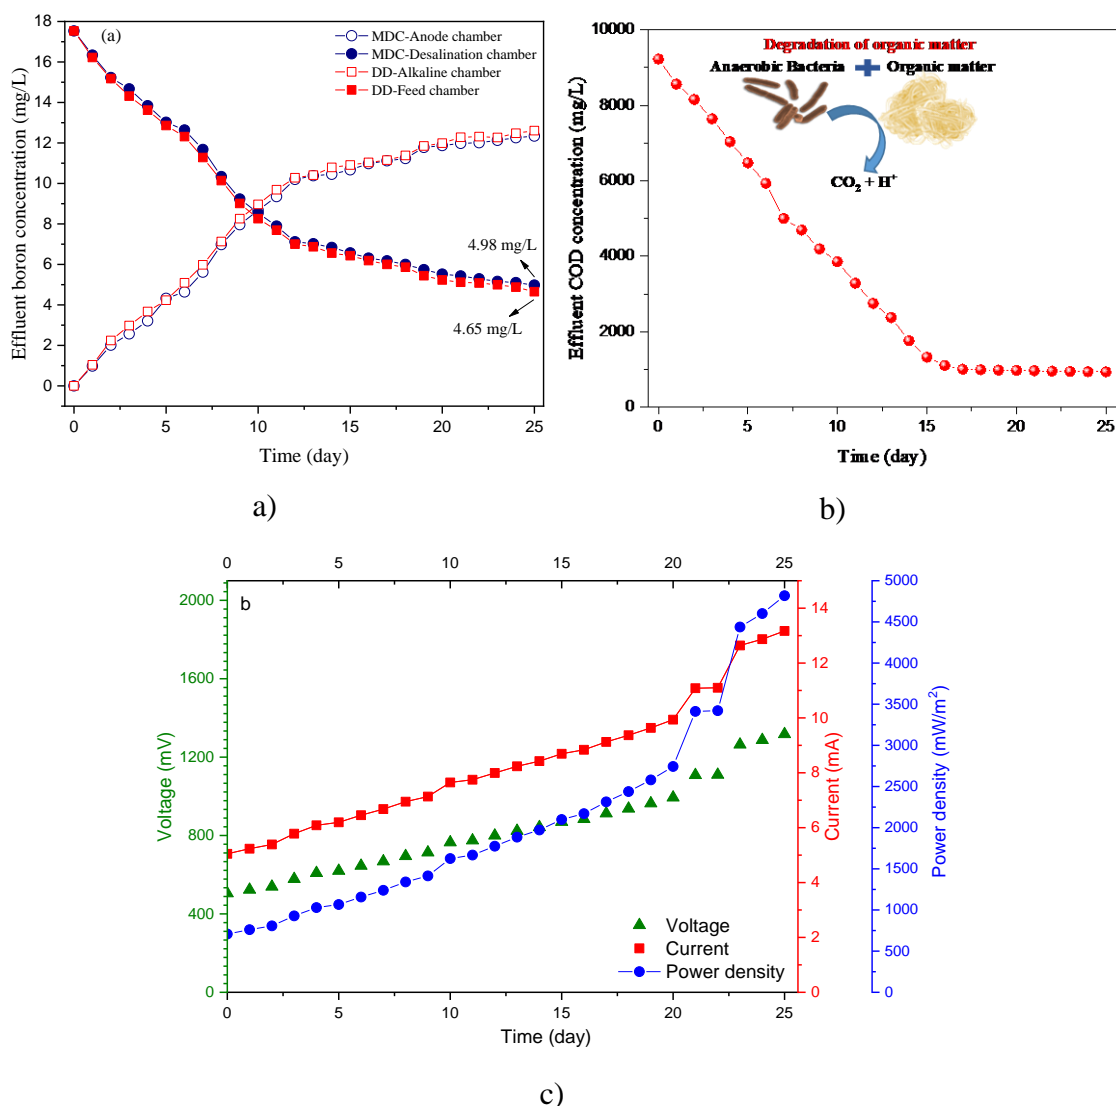 (a)
MDC-Anode chamber
MDC-Desalination chamber
DD-Alkaline chamber
DD-Feed chamber
Effluent boron concentration (mg/L)
18
16
14
12
10
8
6
4
2
0
4.98 mg/L
4.65 mg/L
0 5 10 15 20 25
Time (day)
a)
Degradation of organic matter
Anaerobic Bacteria
Organic matter
CO₂ + H⁺
Effluent COD concentration (mg/L)
10000
8000
6000
4000
2000
0
0 5 10 15 20 25
Time (day)
b)
0 5 10 15 20 25
b
Voltage (mV)
2000
1600
1200
800
400
0
Current (mA)
14
12
10
8
6
4
2
0
Power density (mW/m²)
5000
4500
4000
3500
3000
2500
2000
1500
1000
500
0
Voltage
Current
Power density
0 5 10 15 20 25
Time (day)
c)